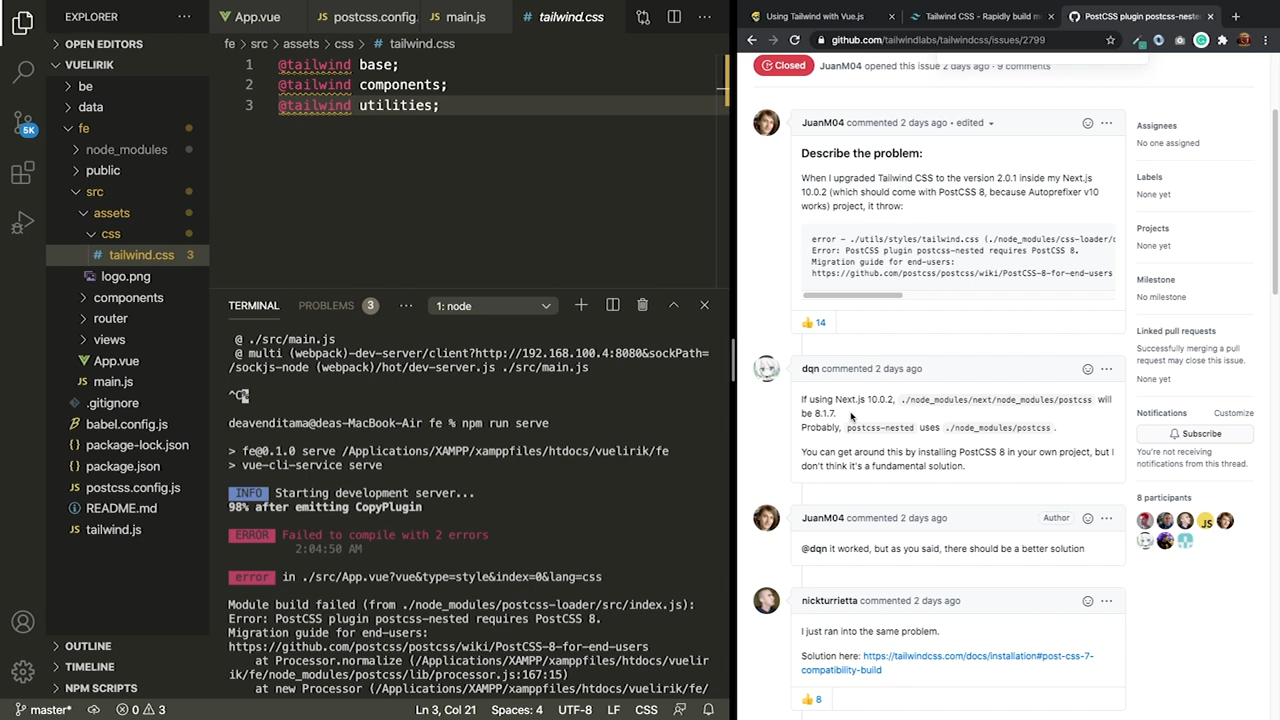 EXPLORER
OPEN EDITORS
VUELIRIK
be
data
fe
node_modules
public
src
assets
css
# tailwind.css 3
logo.png
components
router
views
App.vue
main.js
.gitignore
babel.config.js
package-lock.json
package.json
postcss.config.js
README.md
tailwind.js
OUTLINE
TIMELINE
NPM SCRIPTS
5K
App.vue
postcss.config.
main.js
tailwind.css
fe > src > assets > css > # tailwind.css
1 @tailwind base;
2 @tailwind components;
3 @tailwind utilities;
TERMINAL PROBLEMS 3 ··· 1: node
@ ./src/main.js
@ multi (webpack)-dev-server/client?http://192.168.100.4:8080&sockPath=
/sockjs-node (webpack)/hot/dev-server.js ./src/main.js
^C%
deavenditama@deas-MacBook-Air fe % npm run serve
> fe@0.1.0 serve /Applications/XAMPP/xamppfiles/htdocs/vuelirik/fe
> vue-cli-service serve
INFO Starting development server...
98% after emitting CopyPlugin
ERROR Failed to compile with 2 errors
2:04:50 AM
error in ./src/App.vue?vue&type=style&index=0&lang=css
Module build failed (from ./node_modules/postcss-loader/src/index.js):
Error: PostCSS plugin postcss-nested requires PostCSS 8.
Migration guide for end-users:
https://github.com/postcss/postcss/wiki/PostCSS-8-for-end-users
at Processor.normalize (/Applications/XAMPP/xamppfiles/htdocs/vuelir
ik/fe/node_modules/postcss/lib/processor.js:167:15)
at new Processor (/Applications/XAMPP/xamppfiles/htdocs/vuelirik/fe/
master* 0 3 Ln 3, Col 21 Spaces: 4 UTF-8 LF CSS
Using Tailwind with Vue.js
Tailwind CSS - Rapidly build m
PostCSS plugin postcss-nested
github.com/tailwindlabs/tailwindcss/issues/2799
Closed JuanM04 opened this issue 2 days ago · 9 comments
JuanM04 commented 2 days ago • edited
Describe the problem:
When I upgraded Tailwind CSS to the version 2.0.1 inside my Next.js
10.0.2 (which should come with PostCSS 8, because Autoprefixer v10
works) project, it throw:
error - ./utils/styles/tailwind.css (./node_modules/css-loader/
Error: PostCSS plugin postcss-nested requires PostCSS 8.
Migration guide for end-users:
https://github.com/postcss/postcss/wiki/PostCSS-8-for-end-users
👍 14
dqn commented 2 days ago
If using Next.js 10.0.2, ./node_modules/next/node_modules/postcss will
be 8.1.7.
Probably, postcss-nested uses ./node_modules/postcss .
You can get around this by installing PostCSS 8 in your own project, but I
don't think it's a fundamental solution.
JuanM04 commented 2 days ago Author
@dqn it worked, but as you said, there should be a better solution
nickturrietta commented 2 days ago
I just ran into the same problem.
Solution here: https://tailwindcss.com/docs/installation#post-css-7-
compatibility-build
👍 8
Assignees
No one assigned
Labels
None yet
Projects
None yet
Milestone
No milestone
Linked pull requests
Successfully merging a pull
request may close this issue.
None yet
Notifications Customize
Subscribe
You're not receiving
notifications from this thread.
8 participants
JS